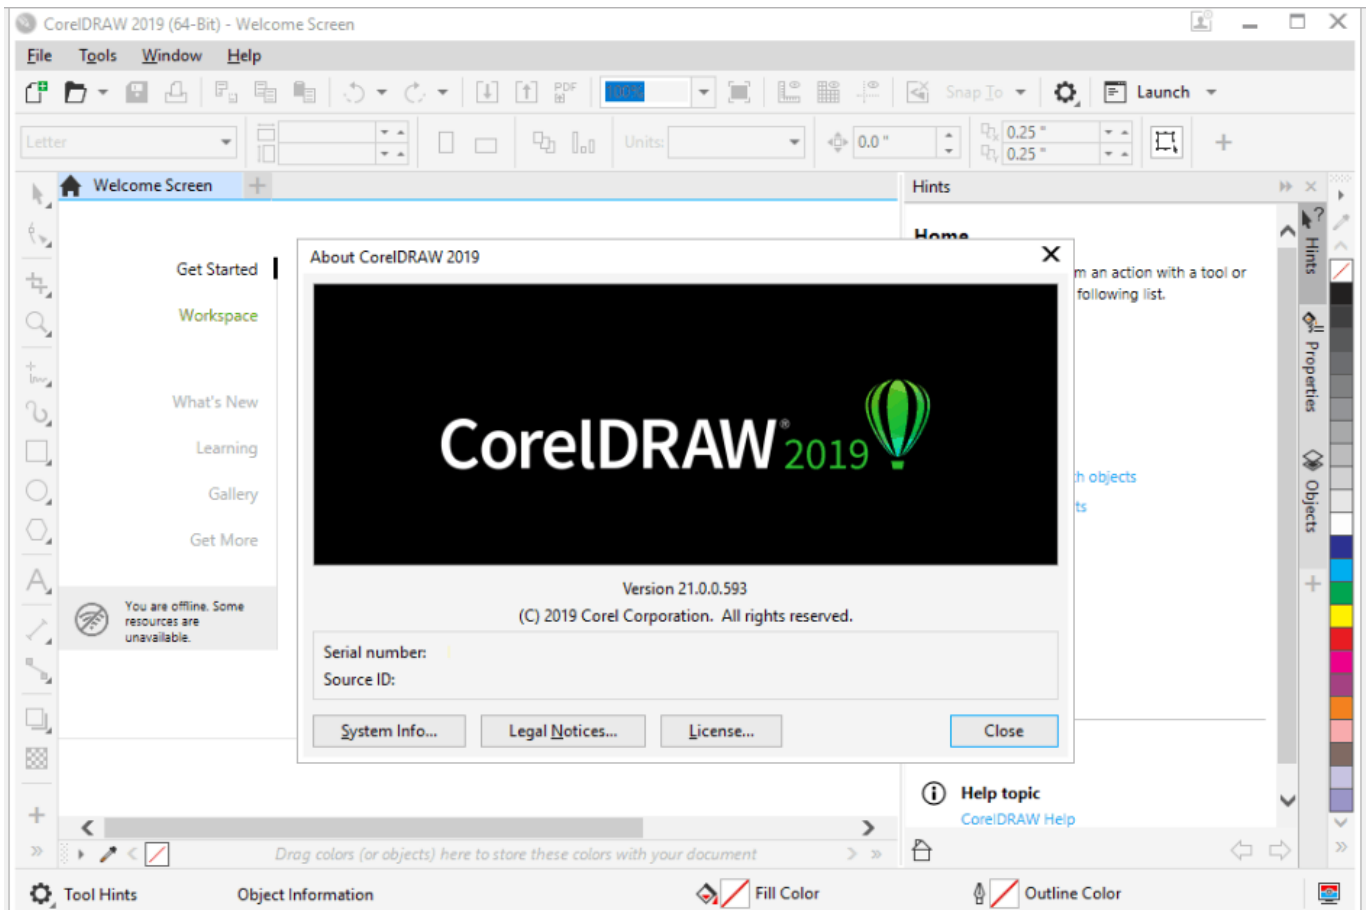 CorelDRAW 2019 (64-Bit) - Welcome Screen
File Tools Window Help
PDF
100%
Snap To
Launch
Letter
Units:
0.0 "
0.25 "
0.25 "
Welcome Screen
Hints
Get Started
Workspace
What's New
Learning
Gallery
Get More
You are offline. Some
resources are
unavailable.
About CorelDRAW 2019
CorelDRAW® 2019
Version 21.0.0.593
(C) 2019 Corel Corporation. All rights reserved.
Serial number:
Source ID:
System Info... Legal Notices... License... Close
Home
an action with a tool or
following list.
objects
Help topic
CorelDRAW Help
Hints
Properties
Objects
Drag colors (or objects) here to store these colors with your document
Tool Hints Object Information Fill Color Outline Color